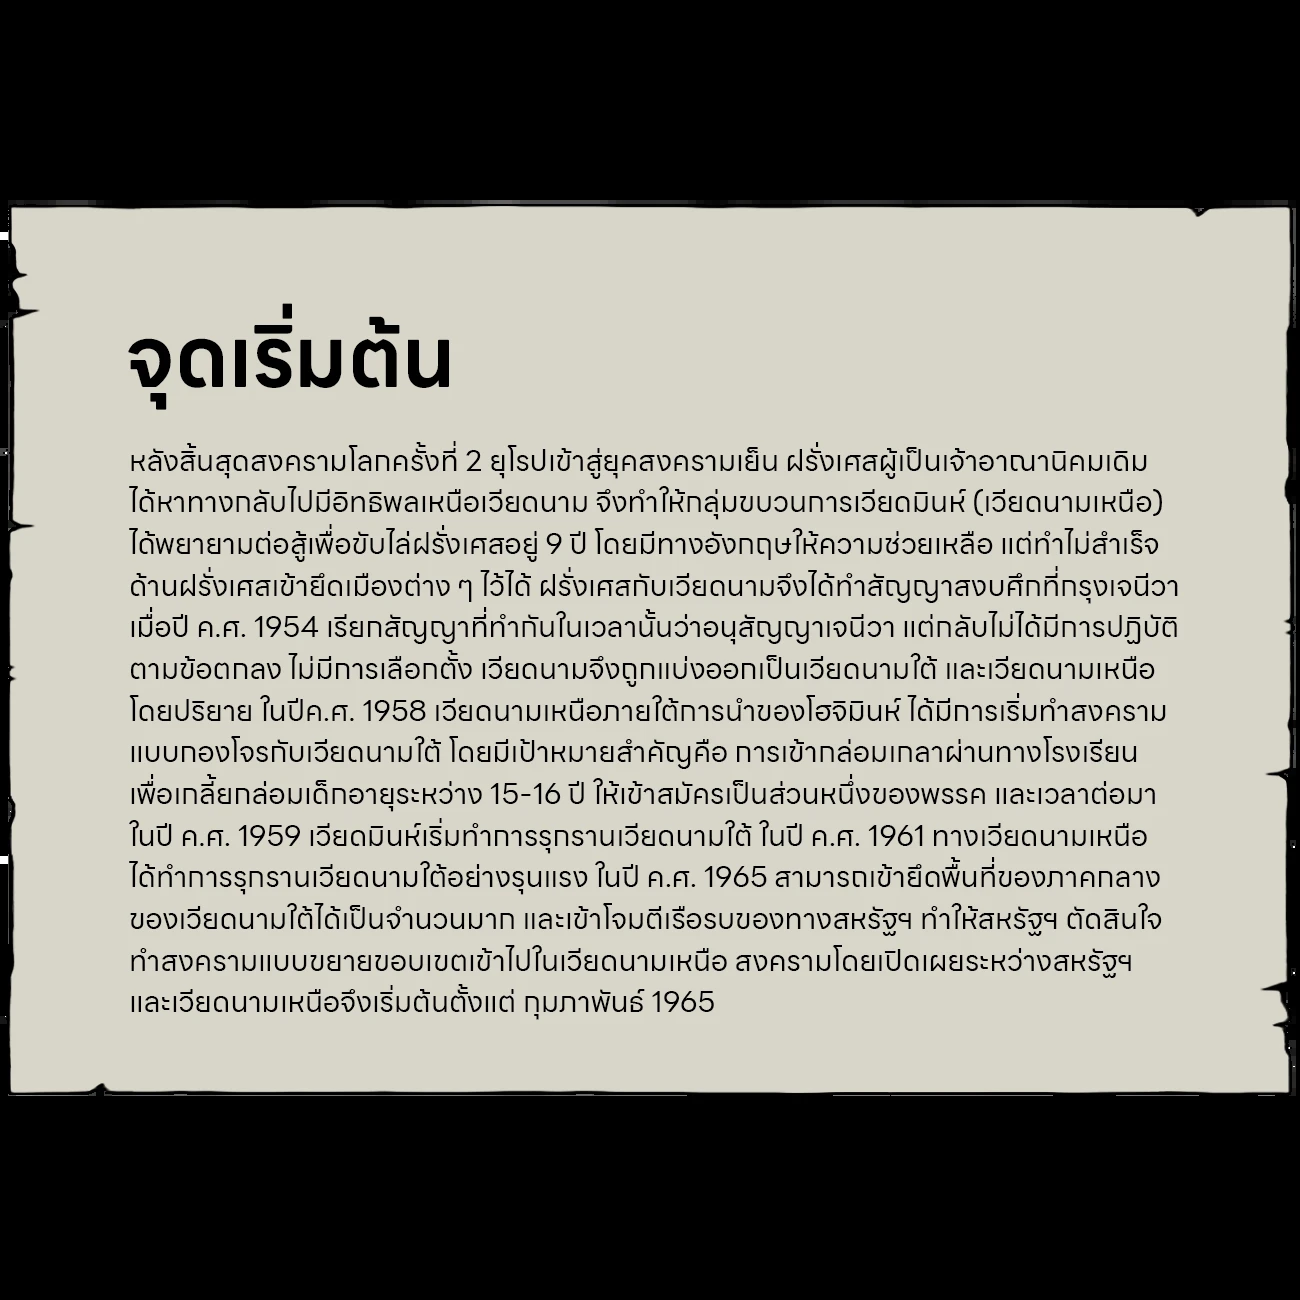 จุดเริ่มต้น
หลังสิ้นสุดสงครามโลกครั้งที่ 2 ยุโรปเข้าสู่ยุคสงครามเย็น ฝรั่งเศสผู้เป็นเจ้าอาณานิคมเดิม
ได้หาทางกลับไปมีอิทธิพลเหนือเวียดนาม จึงทำให้กลุ่มขบวนการเวียดมินห์ (เวียดนามเหนือ)
ได้พยายามต่อสู้เพื่อขับไล่ฝรั่งเศสอยู่ 9 ปี โดยมีทางอังกฤษให้ความช่วยเหลือ แต่ทำไม่สำเร็จ
ด้านฝรั่งเศสเข้ายึดเมืองต่าง ๆ ไว้ได้ ฝรั่งเศสกับเวียดนามจึงได้ทำสัญญาสงบศึกที่กรุงเจนีวา
เมื่อปี ค.ศ. 1954 เรียกสัญญาที่ทำกันในเวลานั้นว่าอนุสัญญาเจนีวา แต่กลับไม่ได้มีการปฏิบัติ
ตามข้อตกลง ไม่มีการเลือกตั้ง เวียดนามจึงถูกแบ่งออกเป็นเวียดนามใต้ และเวียดนามเหนือ
โดยปริยาย ในปีค.ศ. 1958 เวียดนามเหนือภายใต้การนำของโฮจิมินห์ ได้มีการเริ่มทำสงคราม
แบบกองโจรกับเวียดนามใต้ โดยมีเป้าหมายสำคัญคือ การเข้ากล่อมเกลาผ่านทางโรงเรียน
เพื่อเกลี้ยกล่อมเด็กอายุระหว่าง 15-16 ปี ให้เข้าสมัครเป็นส่วนหนึ่งของพรรค และเวลาต่อมา
ในปี ค.ศ. 1959 เวียดมินห์เริ่มทำการรุกรานเวียดนามใต้ ในปี ค.ศ. 1961 ทางเวียดนามเหนือ
ได้ทำการรุกรานเวียดนามใต้อย่างรุนแรง ในปี ค.ศ. 1965 สามารถเข้ายึดพื้นที่ของภาคกลาง
ของเวียดนามใต้ได้เป็นจำนวนมาก และเข้าโจมตีเรือรบของทางสหรัฐฯ ทำให้สหรัฐฯ ตัดสินใจ
ทำสงครามแบบขยายขอบเขตเข้าไปในเวียดนามเหนือ สงครามโดยเปิดเผยระหว่างสหรัฐฯ
และเวียดนามเหนือจึงเริ่มต้นตั้งแต่ กุมภาพันธ์ 1965